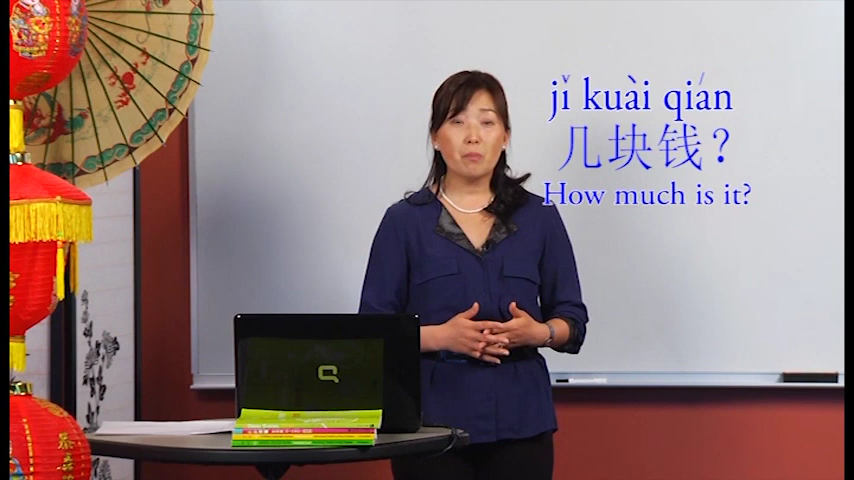 jǐ kuài qián
几块钱？
How much is it?